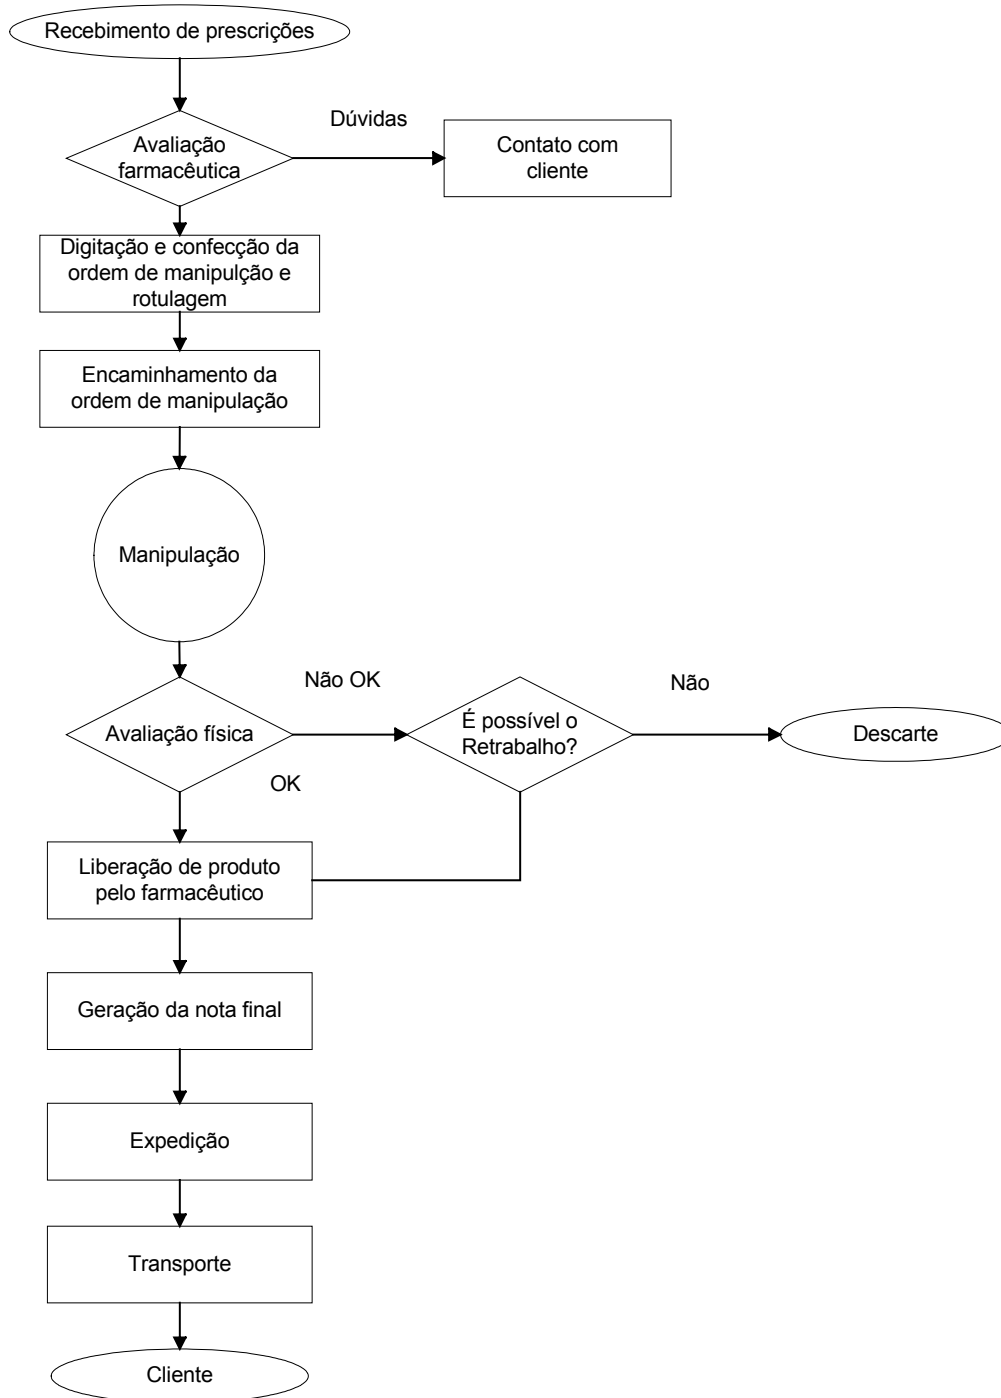 Recebimento de prescrições
Dúvidas
Avaliação
farmacêutica
Contato com
cliente
Digitação e confecção da
ordem de manipulção e
rotulagem
Encaminhamento da
ordem de manipulação
Manipulação
Não OK
Não
Avaliação física
É possível o
Retrabalho?
Descarte
OK
Liberação de produto
pelo farmacêutico
Geração da nota final
Expedição
Transporte
Cliente